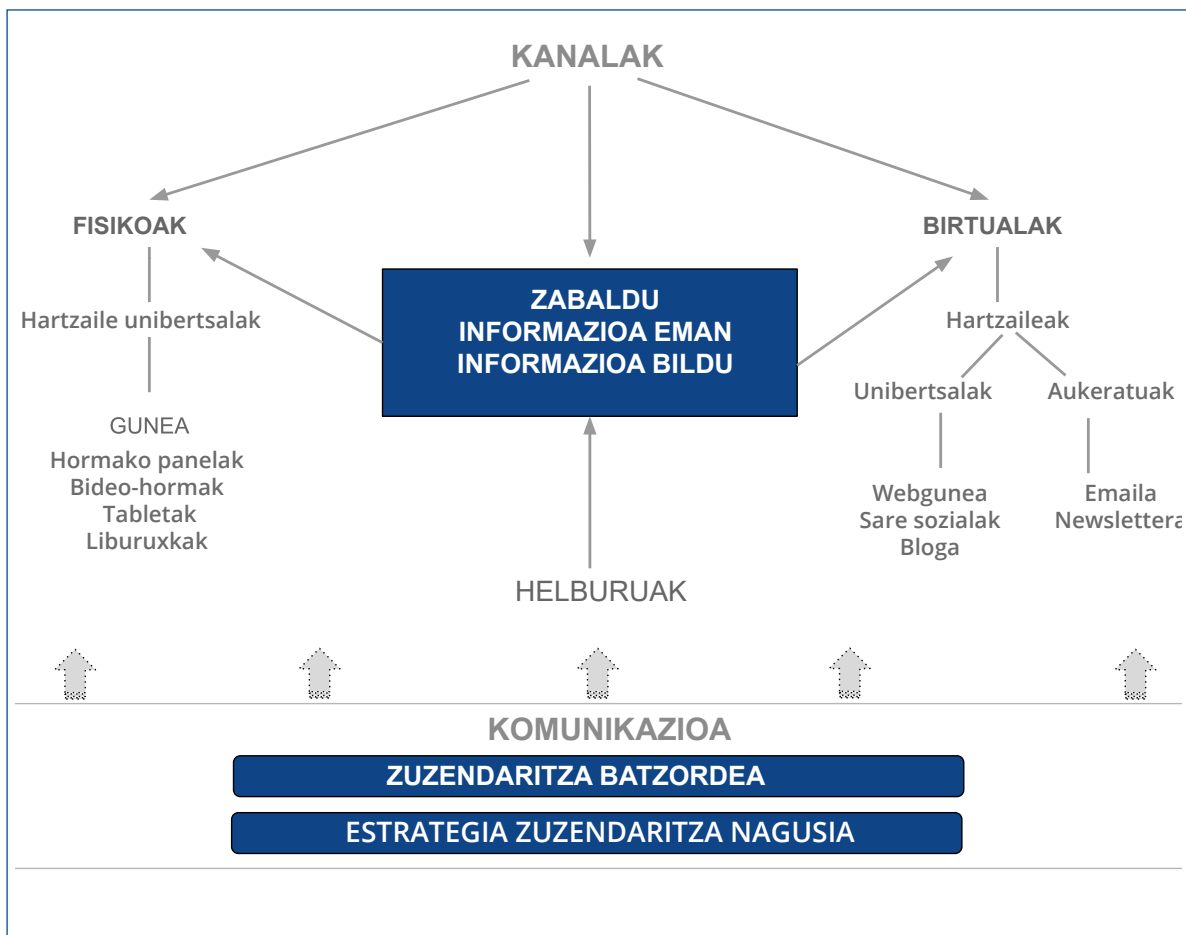 KANALAK
FISIKOAK
BIRTUALAK
ZABALDU
INFORMAZIOA EMAN
INFORMAZIOA BILDU
Hartzaile unibertsalak
Hartzaileak
Unibertsalak
Aukeratuak
GUNEA
Hormako panelak
Bideo-hormak
Tabletak
Liburuxkak
Webgunea
Sare sozialak
Bloga
Emaila
Newslettera
HELBURUAK
KOMUNIKAZIOA
ZUZENDARITZA BATZORDEA
ESTRATEGIA ZUZENDARITZA NAGUSIA